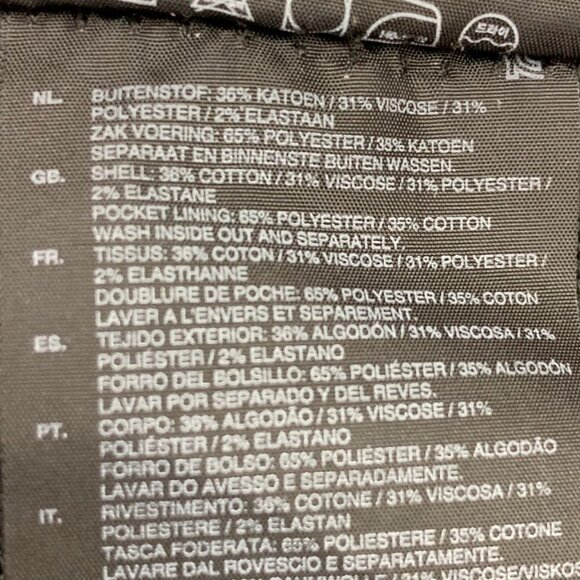 드라이
NL. BUITENSTOF: 36% KATOEN / 31% VISCOSE / 31%
POLYESTER / 2% ELASTAAN
ZAK VOERING: 65% POLYESTER / 35% KATOEN
SEPARAAT EN BINNENSTE BUITEN WASSEN.
GB. SHELL: 36% COTTON / 31% VISCOSE / 31% POLYESTER /
2% ELASTANE
POCKET LINING: 65% POLYESTER / 35% COTTON
WASH INSIDE OUT AND SEPARATELY.
FR. TISSUS: 36% COTON / 31% VISCOSE / 31% POLYESTER /
2% ELASTHANNE
DOUBLURE DE POCHE: 65% POLYESTER / 35% COTON
LAVER A L'ENVERS ET SEPAREMENT.
ES. TEJIDO EXTERIOR: 36% ALGODÓN / 31% VISCOSA / 31%
POLIÉSTER / 2% ELASTANO
FORRO DEL BOLSILLO: 65% POLIÉSTER / 35% ALGODÓN
LAVAR POR SEPARADO Y DEL REVES.
PT. CORPO: 36% ALGODÃO / 31% VISCOSE / 31%
POLIÉSTER / 2% ELASTANO
FORRO DE BOLSO: 65% POLIÉSTER / 35% ALGODÃO
LAVAR DO AVESSO E SEPARADAMENTE.
IT. RIVESTIMENTO: 36% COTONE / 31% VISCOSA / 31%
POLIESTERE / 2% ELASTAN
TASCA FODERATA: 65% POLIESTERE / 35% COTONE
LAVARE DAL ROVESCIO E SEPARATAMENTE.
VISCOSE/VISKOS